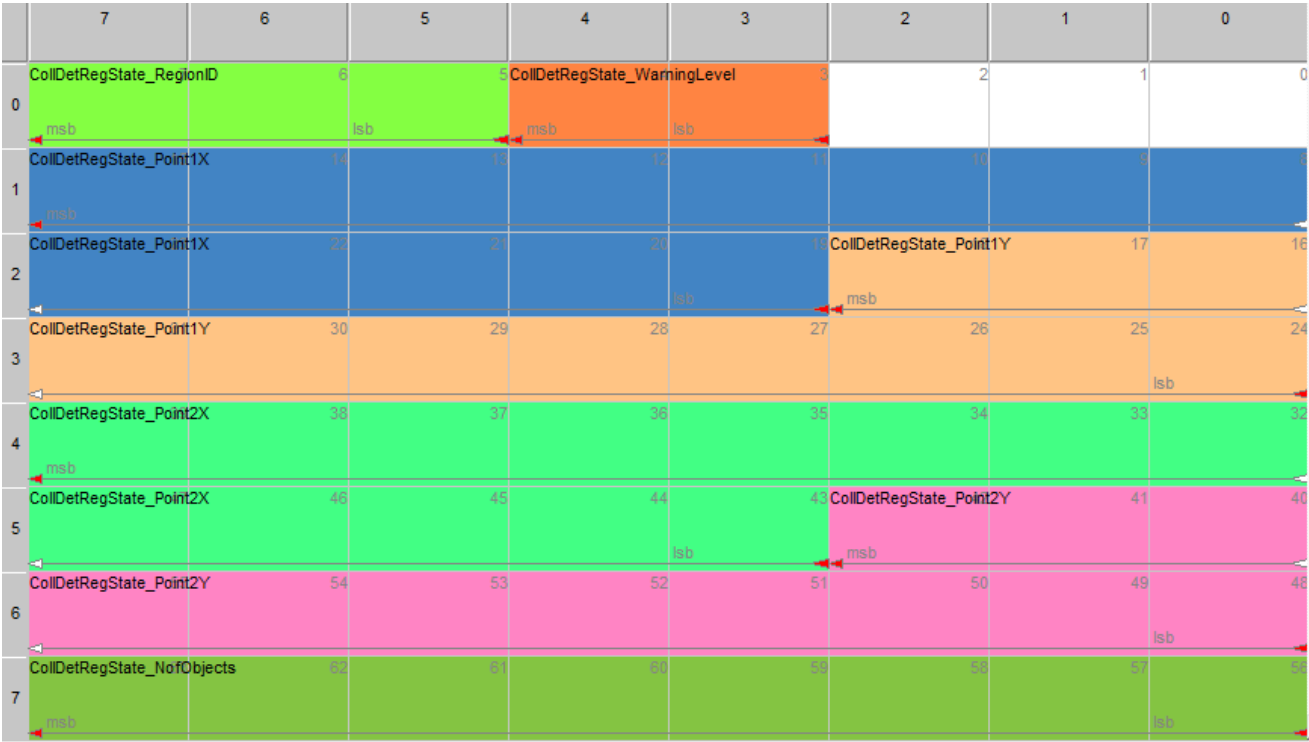 7 6 5 4 3 2 1 0
CollDetRegState_RegionID 6 5 CollDetRegState_WarningLevel 3 2 1 0
0
msb lsb msb lsb
CollDetRegState_Point1X 14 13 12 11 10 9 8
1
msb
CollDetRegState_Point1X 22 21 20 19 CollDetRegState_Point1Y 17 16
2
lsb msb
CollDetRegState_Point1Y 30 29 28 27 26 25 24
3
lsb
CollDetRegState_Point2X 38 37 36 35 34 33 32
4
msb
CollDetRegState_Point2X 46 45 44 43 CollDetRegState_Point2Y 41 40
5
lsb msb
CollDetRegState_Point2Y 54 53 52 51 50 49 48
6
lsb
CollDetRegState_NoffObjects 62 61 60 59 58 57 56
7
msb lsb